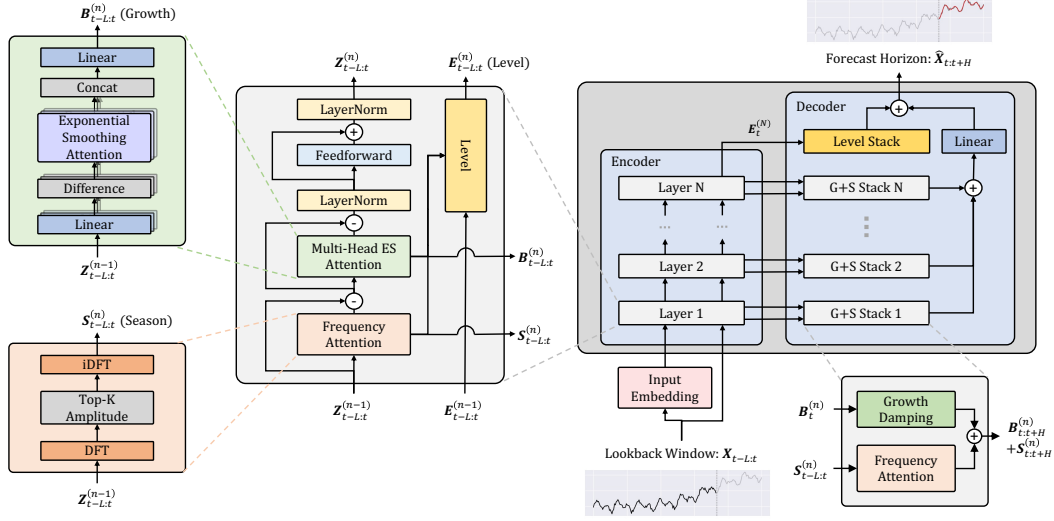 B_{t-L:t}^{(n)} (Growth)
Linear
Concat
Exponential
Smoothing
Attention
Difference
Linear
Z_{t-L:t}^{(n-1)}
S_{t-L:t}^{(n)} (Season)
iDFT
Top-K
Amplitude
DFT
Z_{t-L:t}^{(n-1)}
Z_{t-L:t}^{(n)}
E_{t-L:t}^{(n)} (Level)
LayerNorm
+
Feedforward
Level
LayerNorm
-
Multi-Head ES
Attention
B_{t-L:t}^{(n)}
-
Frequency
Attention
S_{t-L:t}^{(n)}
Z_{t-L:t}^{(n-1)}
E_{t-L:t}^{(n-1)}
Forecast Horizon: X̂_{t:t+H}
Decoder
+
E_t^{(N)}
Level Stack
Linear
Encoder
Layer N
G+S Stack N
+
...
...
...
Layer 2
G+S Stack 2
Layer 1
G+S Stack 1
Input
Embedding
Lookback Window: X_{t-L:t}
B_t^{(n)}
Growth
Damping
+
B_{t:t+H}^{(n)}
+S_{t:t+H}^{(n)}
S_{t-L:t}^{(n)}
Frequency
Attention